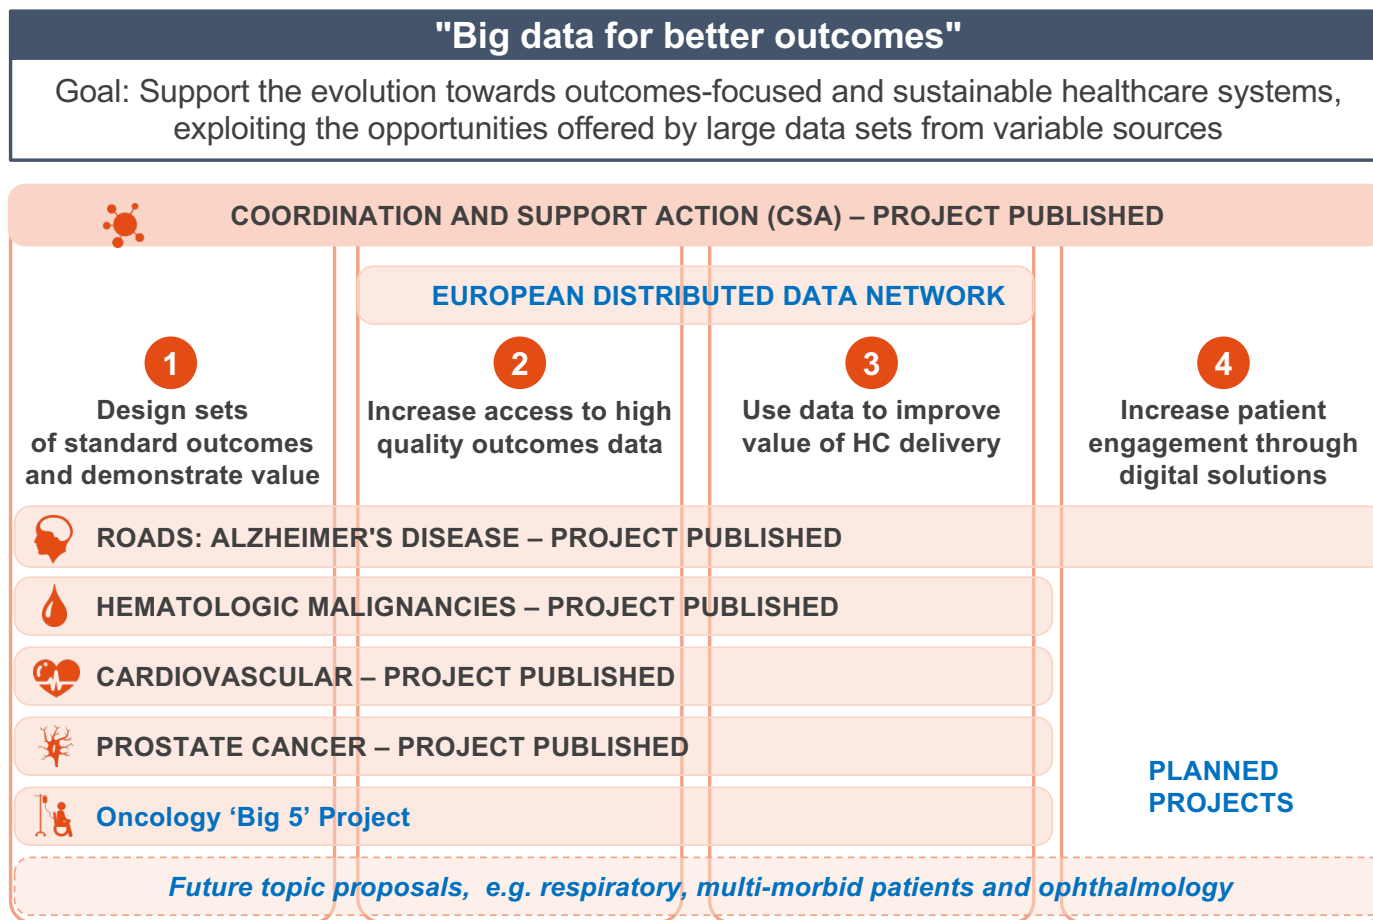 "Big data for better outcomes"
Goal: Support the evolution towards outcomes-focused and sustainable healthcare systems,
exploiting the opportunities offered by large data sets from variable sources
COORDINATION AND SUPPORT ACTION (CSA) – PROJECT PUBLISHED
EUROPEAN DISTRIBUTED DATA NETWORK
1
Design sets
of standard outcomes
and demonstrate value
2
Increase access to high
quality outcomes data
3
Use data to improve
value of HC delivery
4
Increase patient
engagement through
digital solutions
ROADS: ALZHEIMER'S DISEASE – PROJECT PUBLISHED
HEMATOLOGIC MALIGNANCIES – PROJECT PUBLISHED
CARDIOVASCULAR – PROJECT PUBLISHED
PROSTATE CANCER – PROJECT PUBLISHED
Oncology ‘Big 5’ Project
PLANNED
PROJECTS
Future topic proposals, e.g. respiratory, multi-morbid patients and ophthalmology